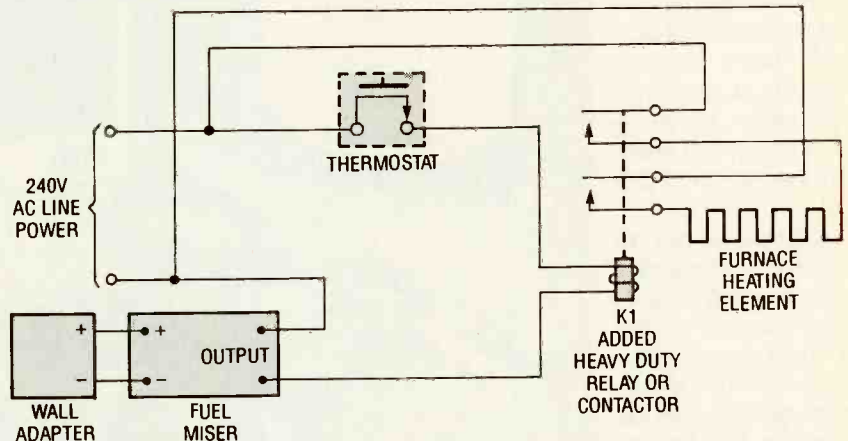 THERMOSTAT
240V
AC LINE
POWER
FURNACE
HEATING
ELEMENT
K1
ADDED
HEAVY DUTY
RELAY OR
CONTACTOR
+
+
OUTPUT
−
−
WALL
ADAPTER
FUEL
MISER